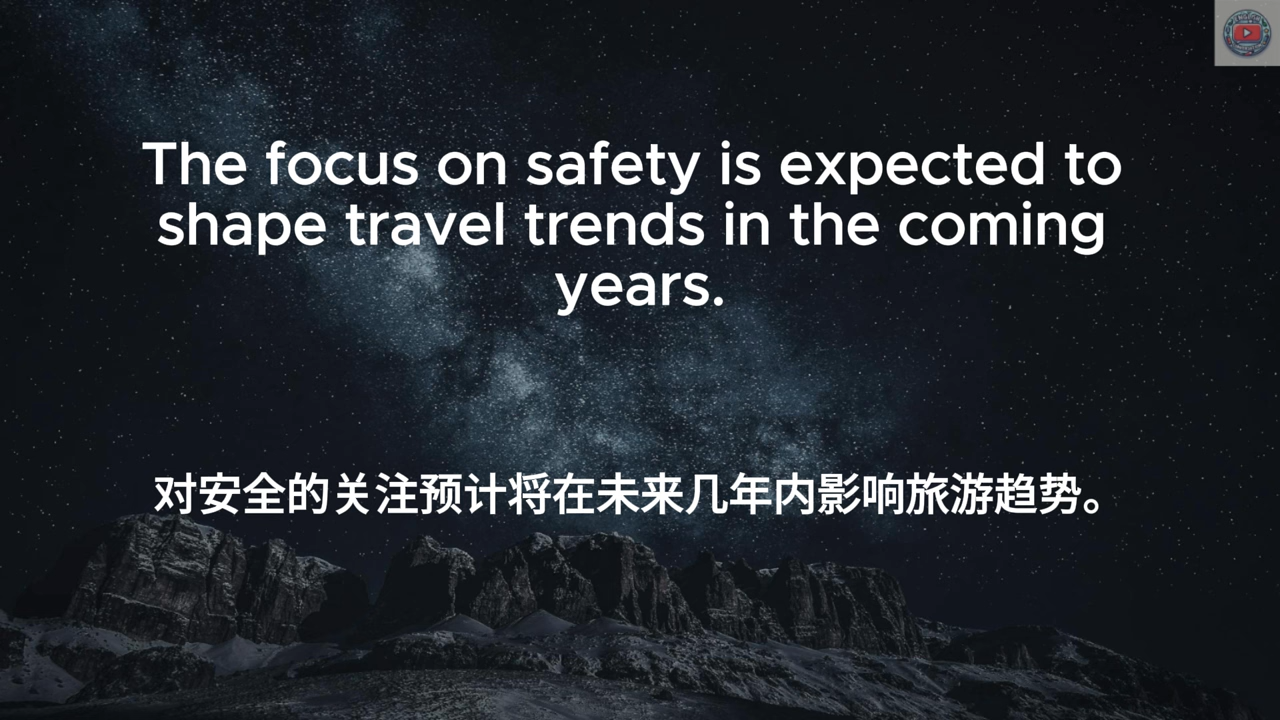 The focus on safety is expected to
shape travel trends in the coming
years.
对安全的关注预计将在未来几年内影响旅游趋势。